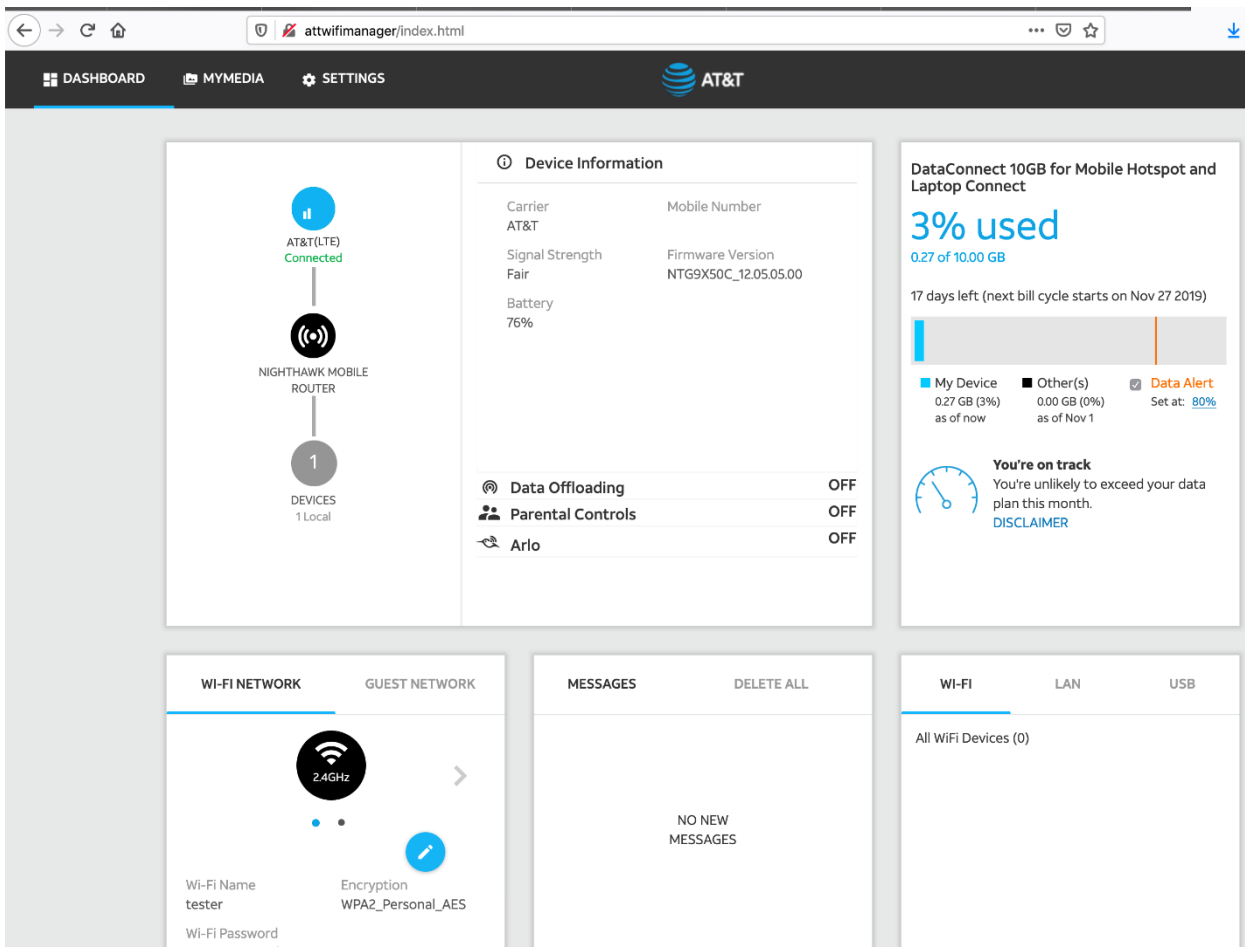 attwifimanager/index.html
DASHBOARD
MYMEDIA
SETTINGS
AT&T
AT&T(LTE)
Connected
NIGHTHAWK MOBILE
ROUTER
1
DEVICES
1 Local
Device Information
Carrier
AT&T
Mobile Number
Signal Strength
Fair
Firmware Version
NTG9X50C_12.05.05.00
Battery
76%
Data Offloading OFF
Parental Controls OFF
Arlo OFF
DataConnect 10GB for Mobile Hotspot and
Laptop Connect
3% used
0.27 of 10.00 GB
17 days left (next bill cycle starts on Nov 27 2019)
My Device
0.27 GB (3%)
as of now
Other(s)
0.00 GB (0%)
as of Nov 1
Data Alert
Set at: 80%
You're on track
You're unlikely to exceed your data
plan this month.
DISCLAIMER
WI-FI NETWORK
GUEST NETWORK
2.4GHz
Wi-Fi Name
tester
Encryption
WPA2_Personal_AES
Wi-Fi Password
MESSAGES
DELETE ALL
NO NEW
MESSAGES
WI-FI
LAN
USB
All WiFi Devices (0)